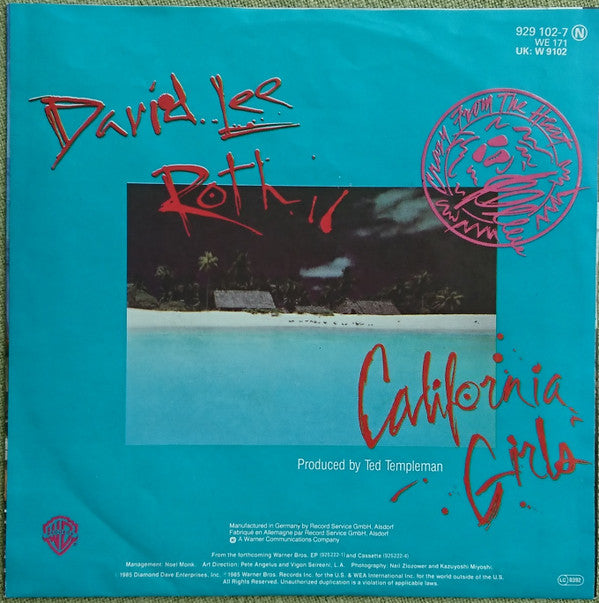 929 102-7 N
WE 171
UK: W 9102
David Lee
Roth
Crazy From The Heat
California
Girls
Produced by Ted Templeman
Manufactured in Germany by Record Service GmbH, Alsdorf
Fabriqué en Allemagne par Record Service GmbH, Alsdorf
A Warner Communications Company
From the forthcoming Warner Bros. EP (925222-1) and Cassette (925222-4)
Management: Noel Monk. Art Direction: Pete Angelus and Vigon Seireeni, L.A. Photography: Neil Zlozower and Kazuyoshi Miyoshi.
1985 Diamond Dave Enterprises, Inc. 1985 Warner Bros. Records Inc. for the U.S. & WEA International Inc. for the world outside of the U.S.
All Rights Reserved. Unauthorized duplication is a violation of applicable laws.
LC 0392